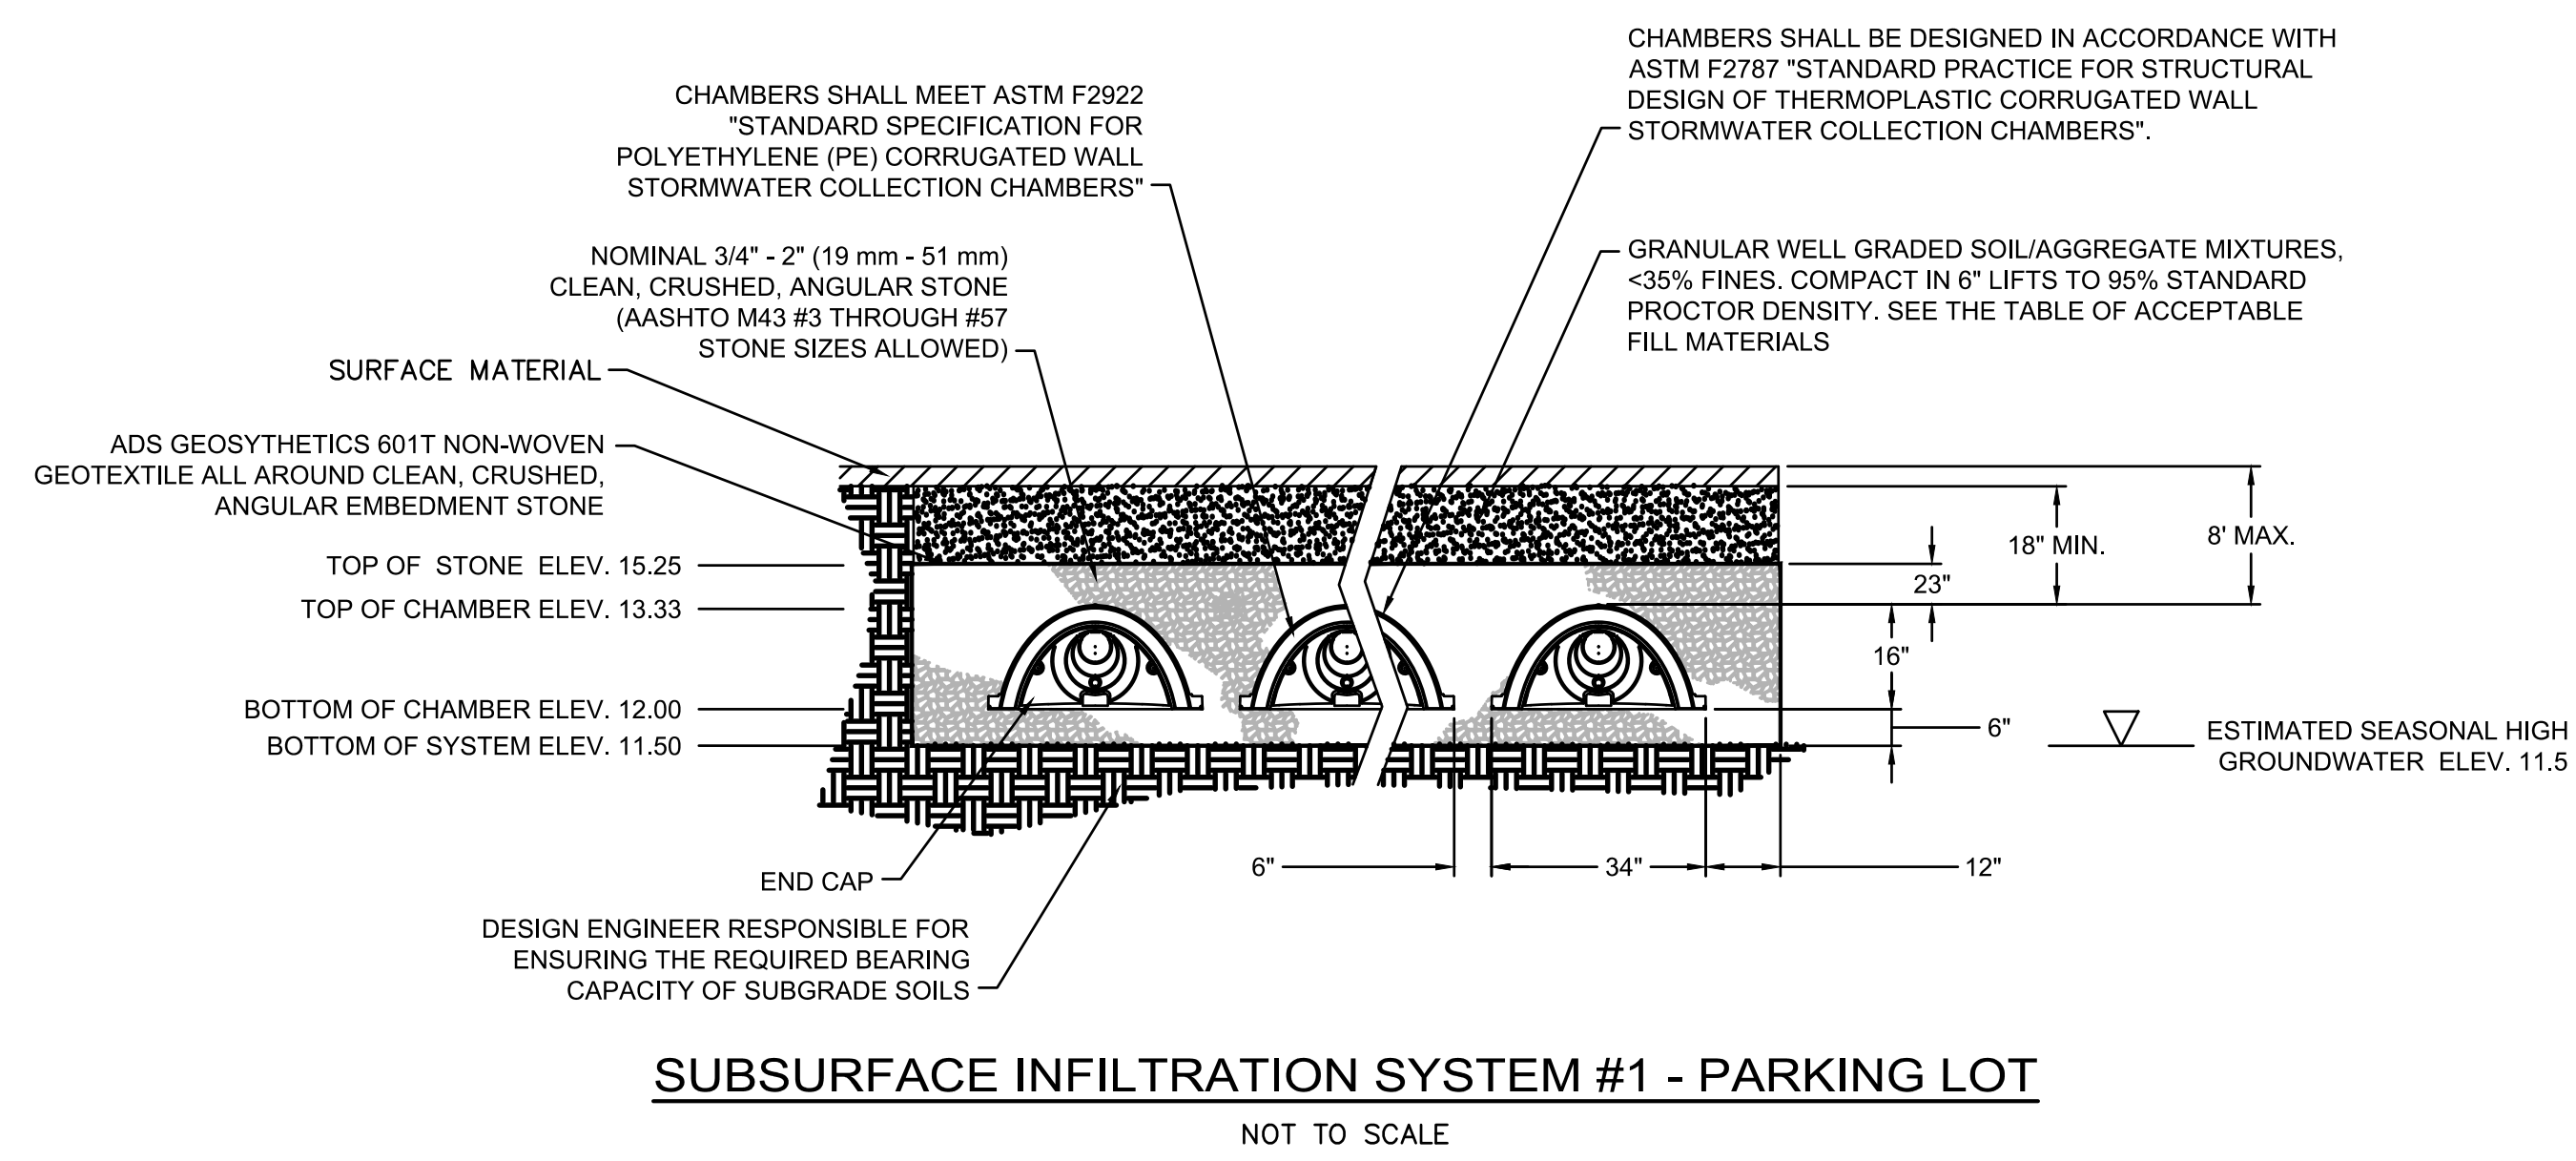 CHAMBERS SHALL BE DESIGNED IN ACCORDANCE WITH
ASTM F2787 "STANDARD PRACTICE FOR STRUCTURAL
DESIGN OF THERMOPLASTIC CORRUGATED WALL
STORMWATER COLLECTION CHAMBERS".
CHAMBERS SHALL MEET ASTM F2922
"STANDARD SPECIFICATION FOR
POLYETHYLENE (PE) CORRUGATED WALL
STORMWATER COLLECTION CHAMBERS"
NOMINAL 3/4" - 2" (19 mm - 51 mm)
CLEAN, CRUSHED, ANGULAR STONE
(AASHTO M43 #3 THROUGH #57
STONE SIZES ALLOWED)
GRANULAR WELL GRADED SOIL/AGGREGATE MIXTURES,
<35% FINES. COMPACT IN 6" LIFTS TO 95% STANDARD
PROCTOR DENSITY. SEE THE TABLE OF ACCEPTABLE
FILL MATERIALS
SURFACE MATERIAL
ADS GEOSYTHETICS 601T NON-WOVEN
GEOTEXTILE ALL AROUND CLEAN, CRUSHED,
ANGULAR EMBEDMENT STONE
TOP OF STONE ELEV. 15.25
TOP OF CHAMBER ELEV. 13.33
BOTTOM OF CHAMBER ELEV. 12.00
BOTTOM OF SYSTEM ELEV. 11.50
18" MIN.
8' MAX.
23"
16"
6"
ESTIMATED SEASONAL HIGH
GROUNDWATER ELEV. 11.5
6"
34"
12"
END CAP
DESIGN ENGINEER RESPONSIBLE FOR
ENSURING THE REQUIRED BEARING
CAPACITY OF SUBGRADE SOILS
SUBSURFACE INFILTRATION SYSTEM #1 - PARKING LOT
NOT TO SCALE